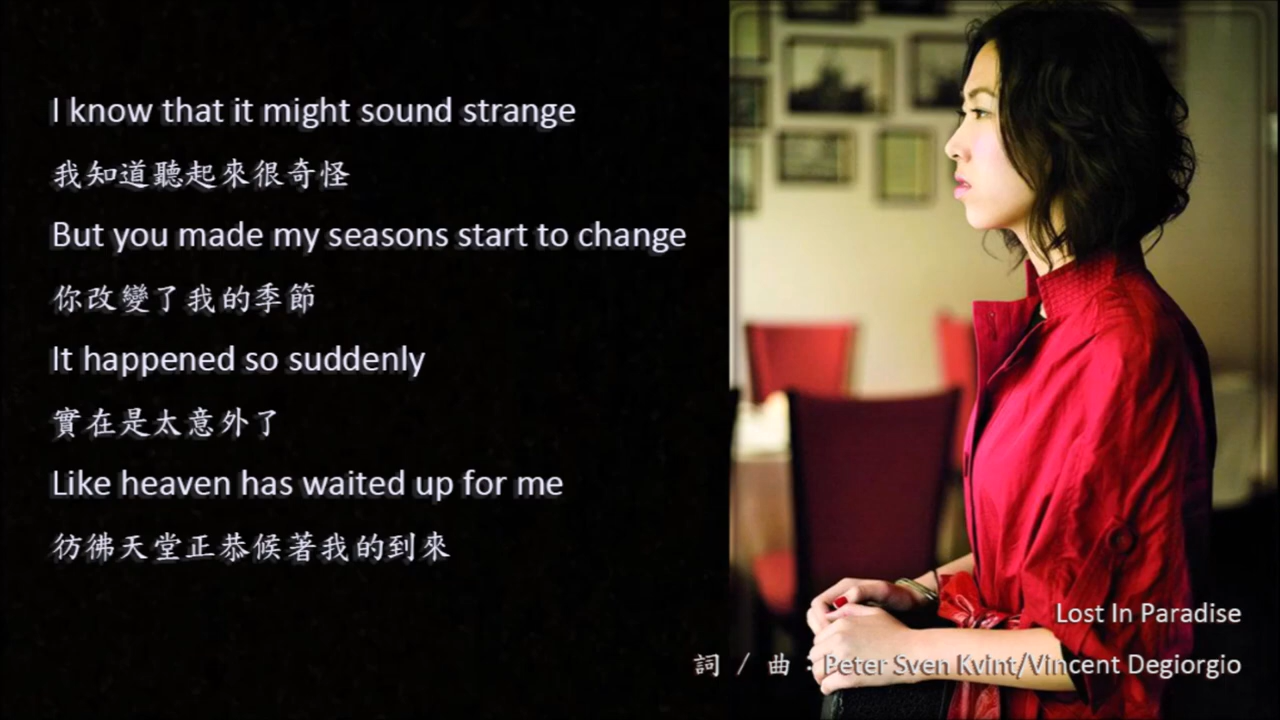 I know that it might sound strange
我知道聽起來很奇怪
But you made my seasons start to change
你改變了我的季節
It happened so suddenly
實在是太意外了
Like heaven has waited up for me
彷彿天堂正恭候著我的到來
Lost In Paradise
詞 / 曲：Peter Sven Kvint/Vincent Degiorgio